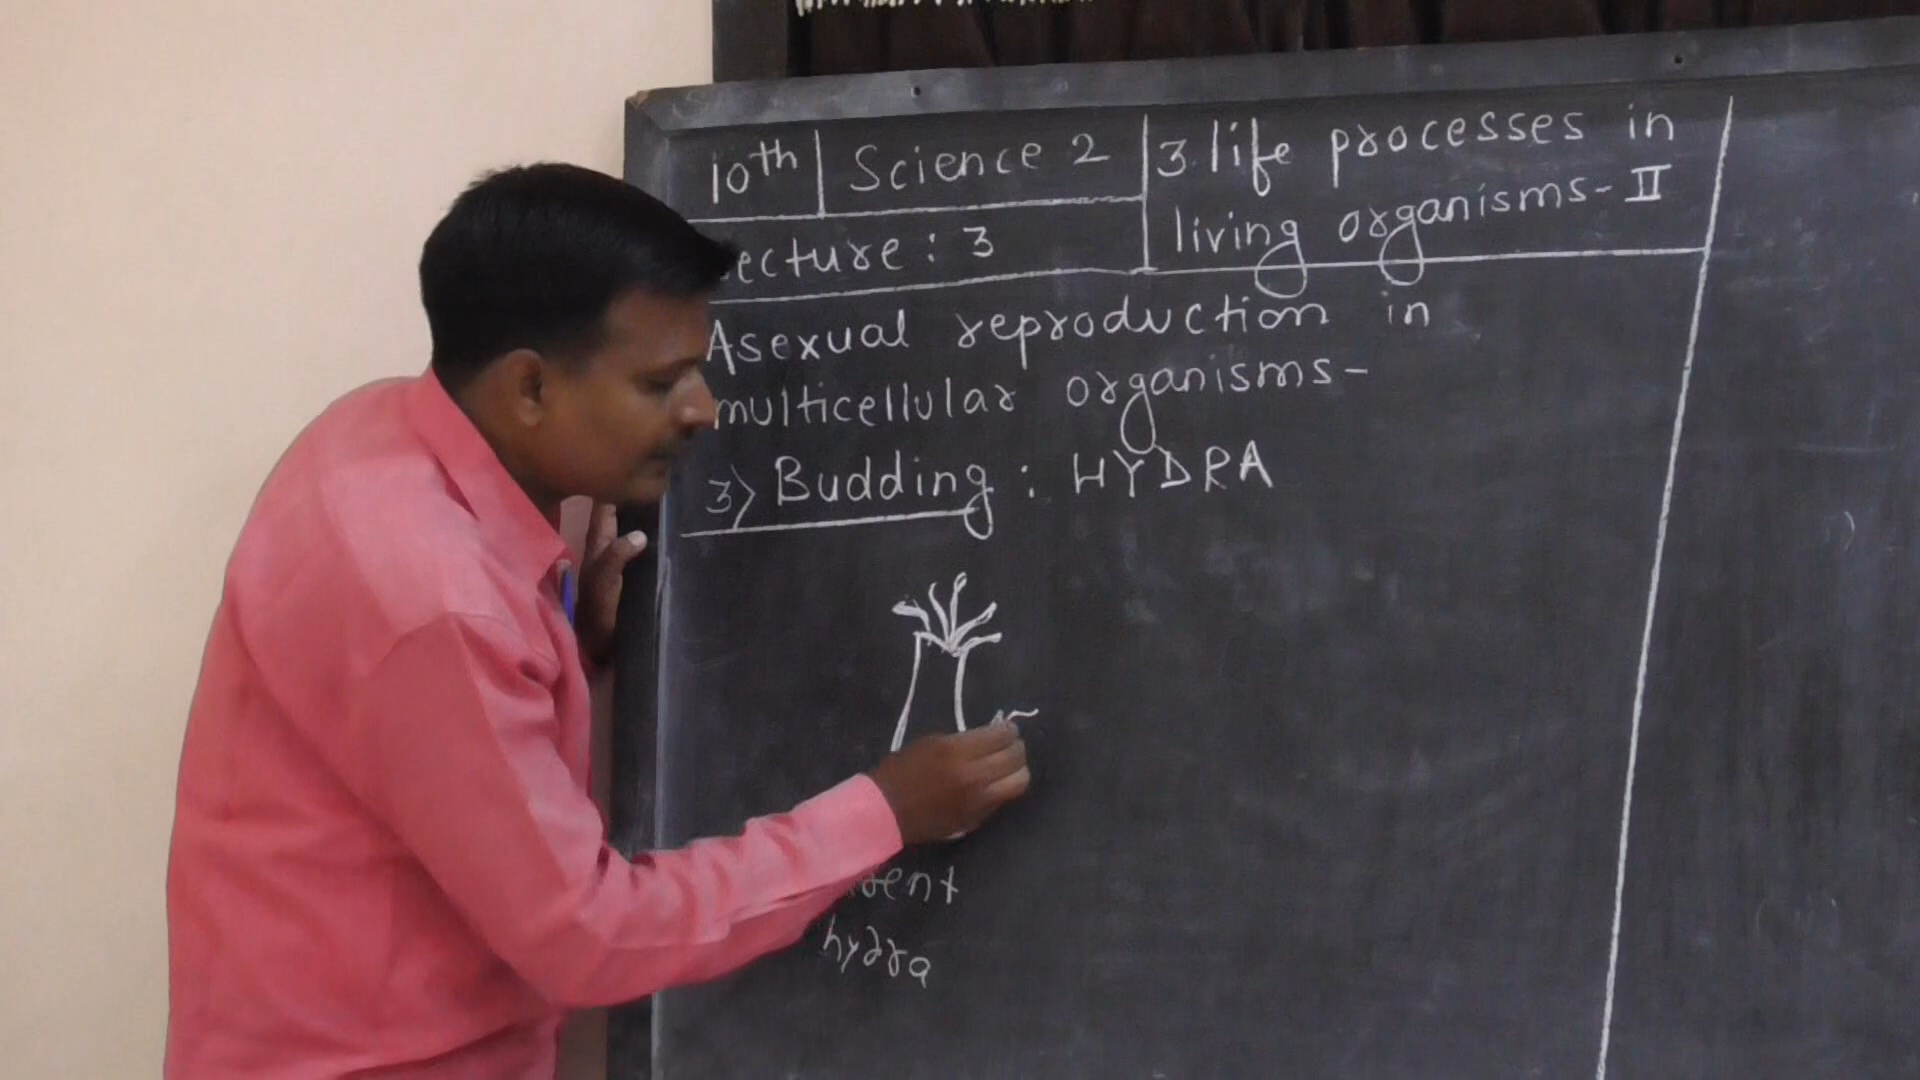 10th Science 2 3. life processes in
living organisms - II
ecture : 3
Asexual reproduction in
multicellular organisms -
3) Budding : HYDRA
hydra